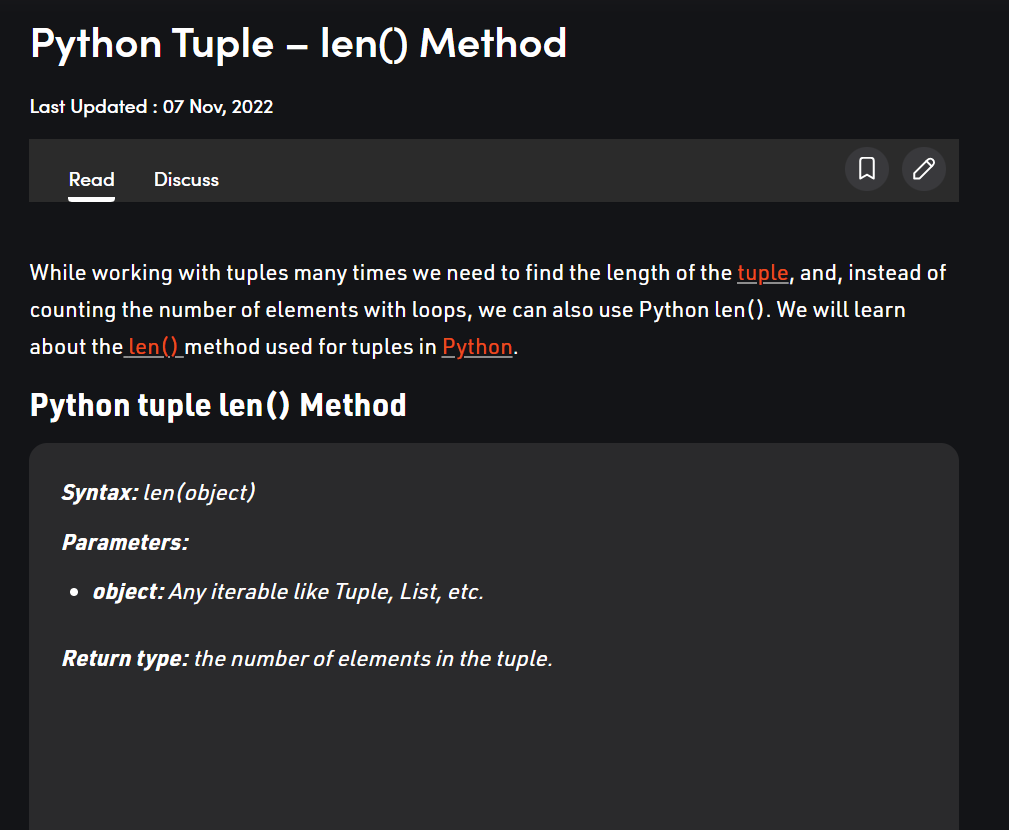 Python Tuple – len() Method
Last Updated : 07 Nov, 2022
Read Discuss
While working with tuples many times we need to find the length of the tuple, and, instead of
counting the number of elements with loops, we can also use Python len(). We will learn
about the len() method used for tuples in Python.
Python tuple len() Method
Syntax: len(object)
Parameters:
• object: Any iterable like Tuple, List, etc.
Return type: the number of elements in the tuple.